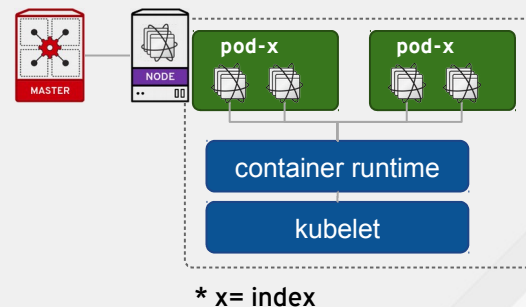 pod-x
pod-x
MASTER
NODE
container runtime
kubelet
* x= index